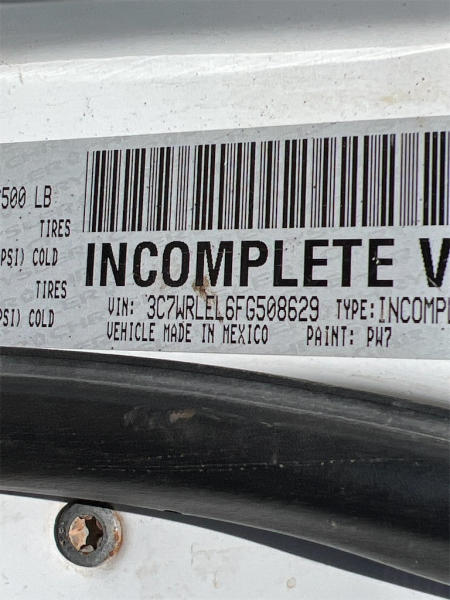 500 LB
TIRES
PSI) COLD
INCOMPLETE V
TIRES
VIN: 3C7WRLEL6FG508629 TYPE: INCOMPL
PSI) COLD
VEHICLE MADE IN MEXICO PAINT: PW7